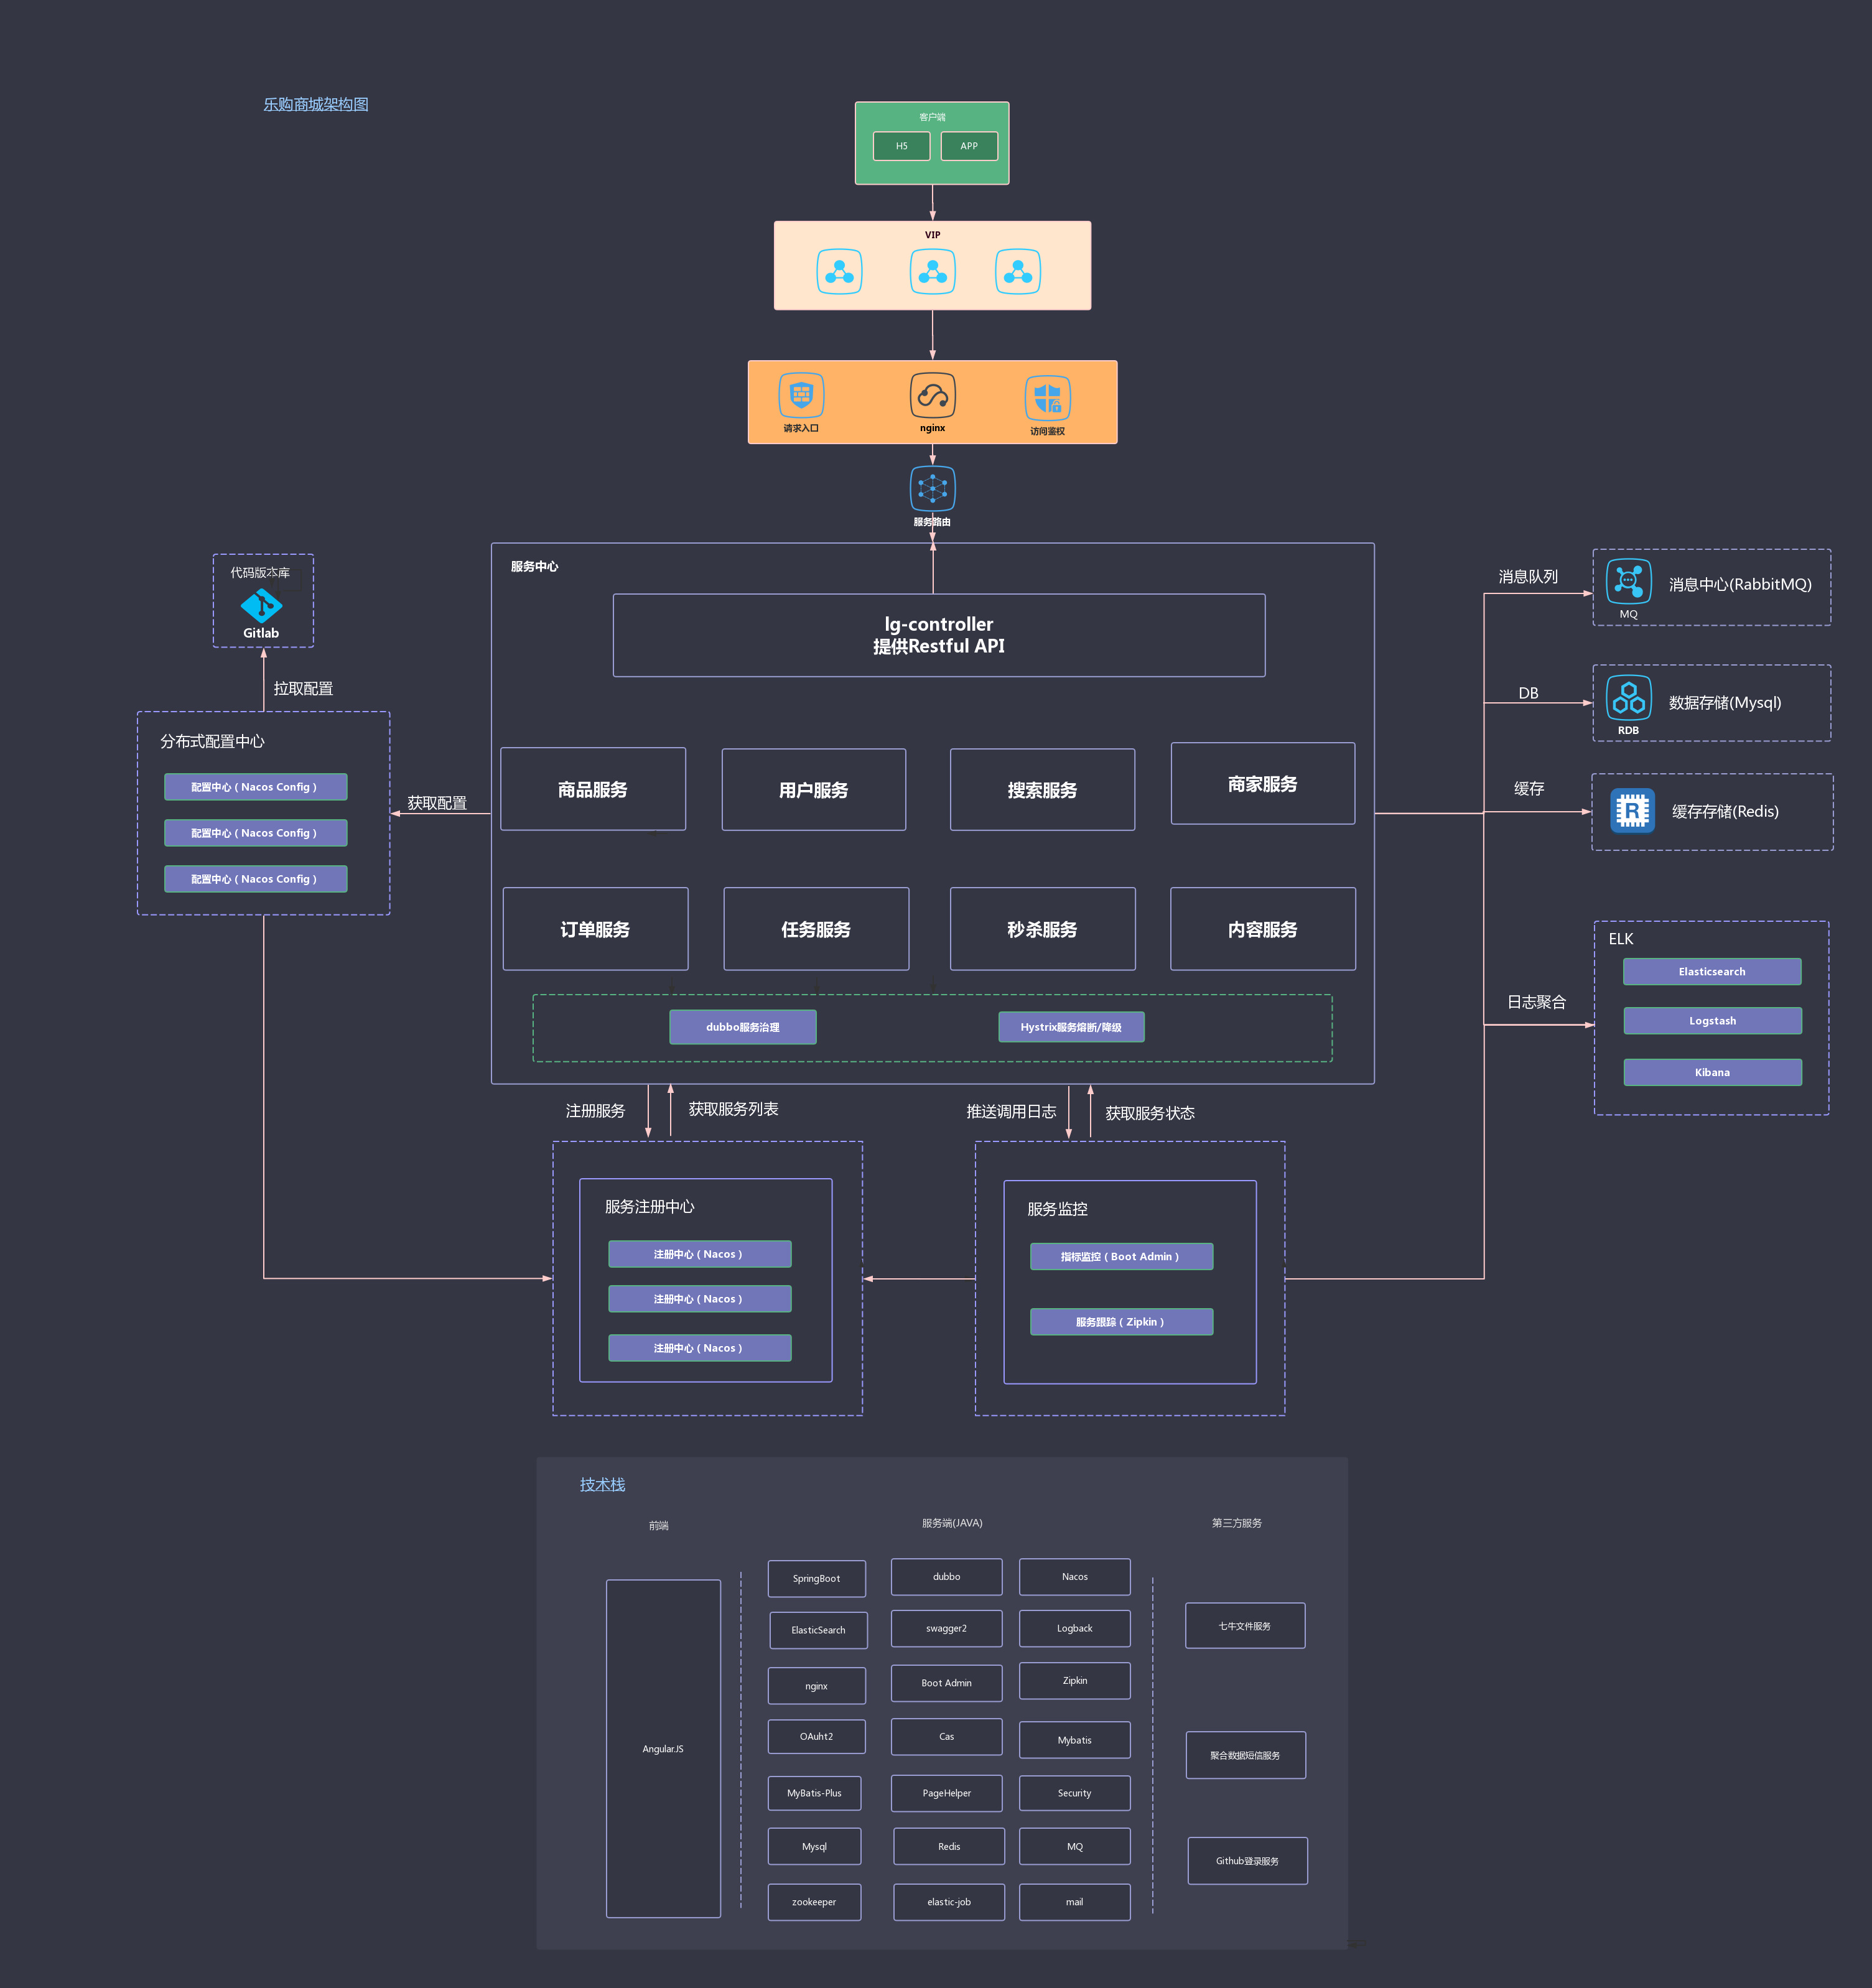 乐购商城架构图
客户端
H5
APP
VIP
请求入口
nginx
访问鉴权
服务路由
服务中心
lg-controller
提供Restful API
商品服务
用户服务
搜索服务
商家服务
订单服务
任务服务
秒杀服务
内容服务
dubbo服务治理
Hystrix服务熔断/降级
代码版本库
Gitlab
拉取配置
分布式配置中心
配置中心（Nacos Config）
配置中心（Nacos Config）
配置中心（Nacos Config）
获取配置
消息队列
MQ
消息中心(RabbitMQ)
DB
RDB
数据存储(Mysql)
缓存
缓存存储(Redis)
日志聚合
ELK
Elasticsearch
Logstash
Kibana
注册服务
获取服务列表
推送调用日志
获取服务状态
服务注册中心
注册中心（Nacos）
注册中心（Nacos）
注册中心（Nacos）
服务监控
指标监控（Boot Admin）
服务跟踪（Zipkin）
技术栈
前端
服务端(JAVA)
第三方服务
AngularJS
SpringBoot
dubbo
Nacos
ElasticSearch
swagger2
Logback
nginx
Boot Admin
Zipkin
OAuht2
Cas
Mybatis
MyBatis-Plus
PageHelper
Security
Mysql
Redis
MQ
zookeeper
elastic-job
mail
七牛文件服务
聚合数据短信服务
Github登录服务